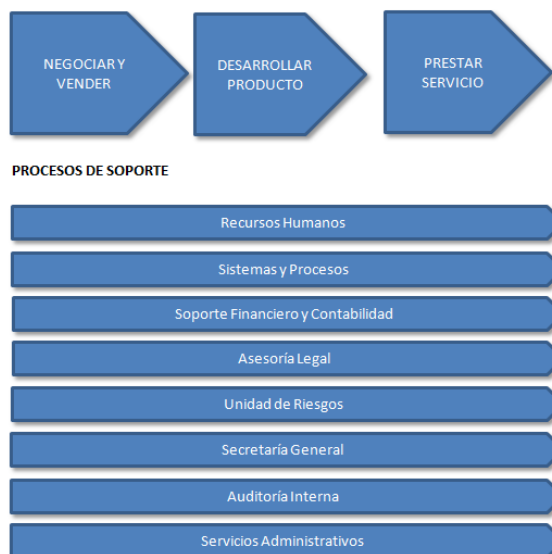 NEGOCIAR Y
VENDER
DESARROLLAR
PRODUCTO
PRESTAR
SERVICIO
PROCESOS DE SOPORTE
Recursos Humanos
Sistemas y Procesos
Soporte Financiero y Contabilidad
Asesoría Legal
Unidad de Riesgos
Secretaría General
Auditoría Interna
Servicios Administrativos